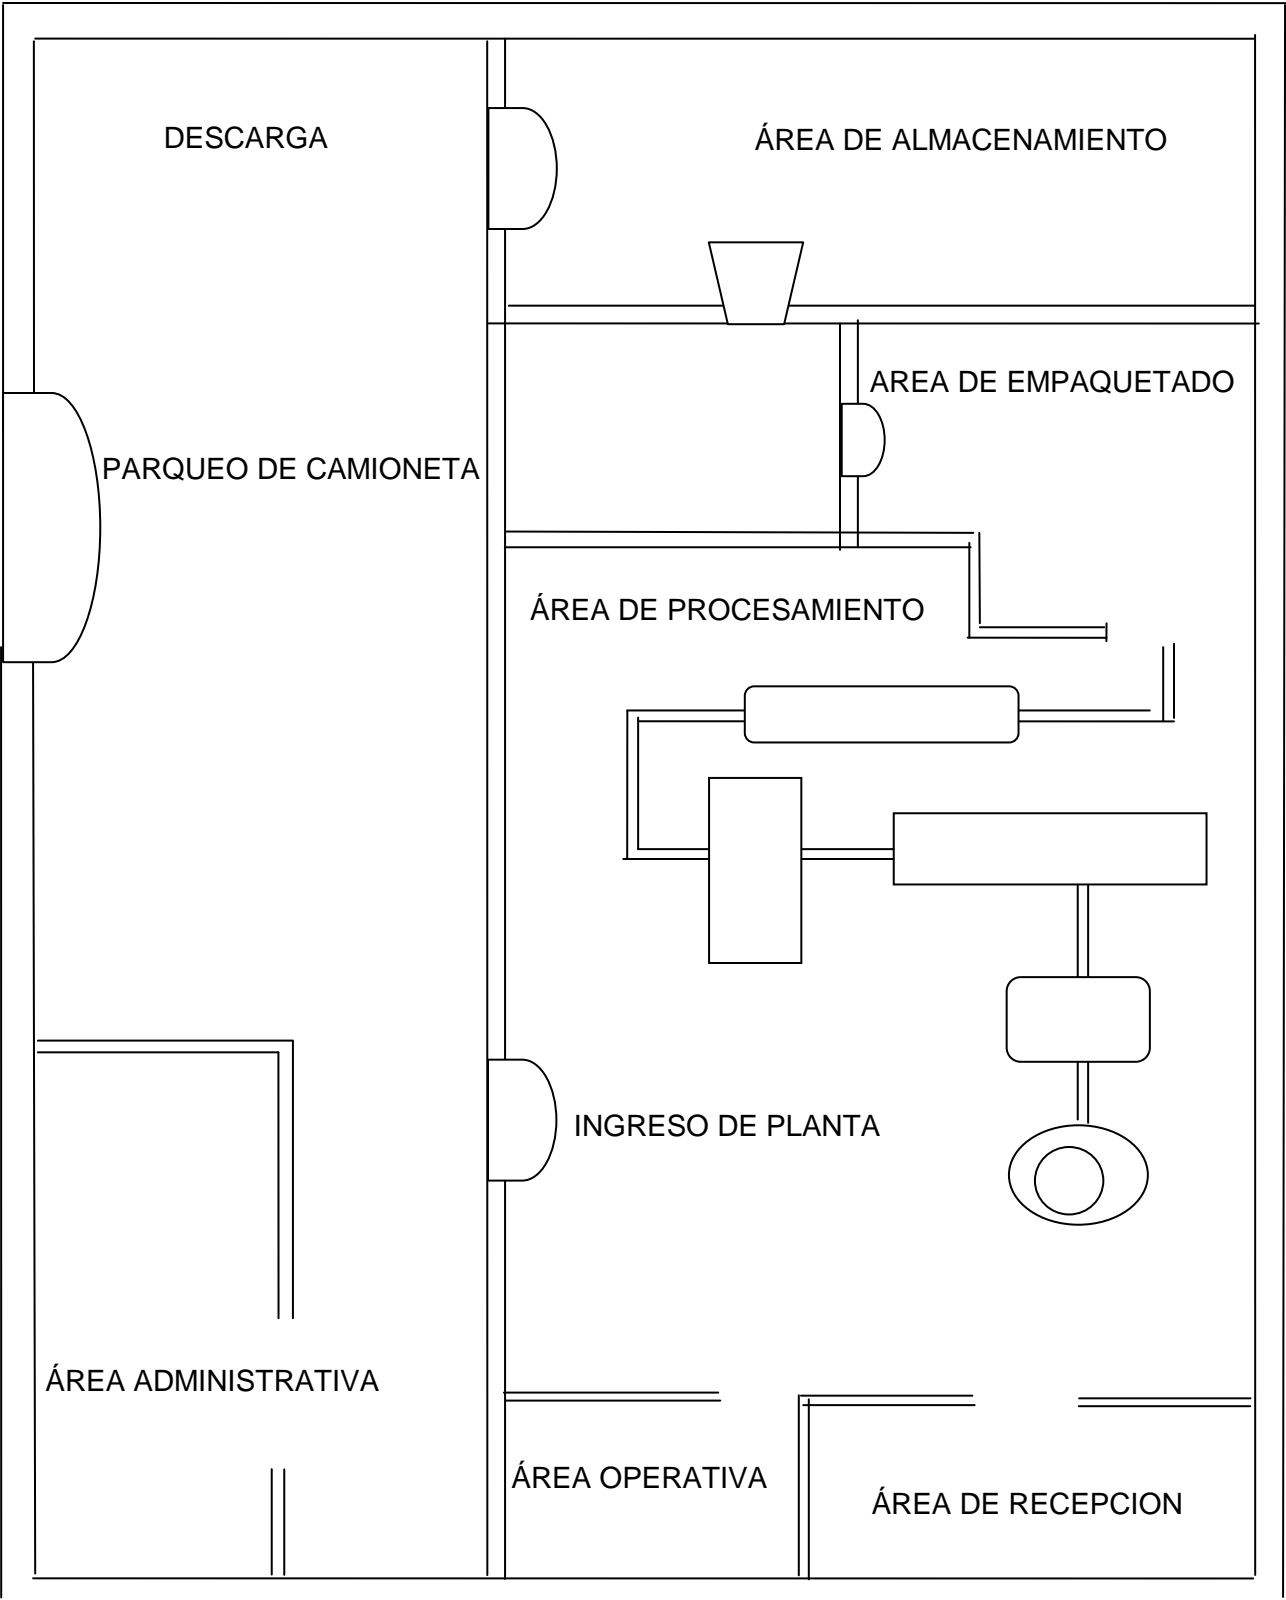 DESCARGA
ÁREA DE ALMACENAMIENTO
AREA DE EMPAQUETADO
PARQUEO DE CAMIONETA
ÁREA DE PROCESAMIENTO
INGRESO DE PLANTA
ÁREA ADMINISTRATIVA
ÁREA OPERATIVA
ÁREA DE RECEPCION